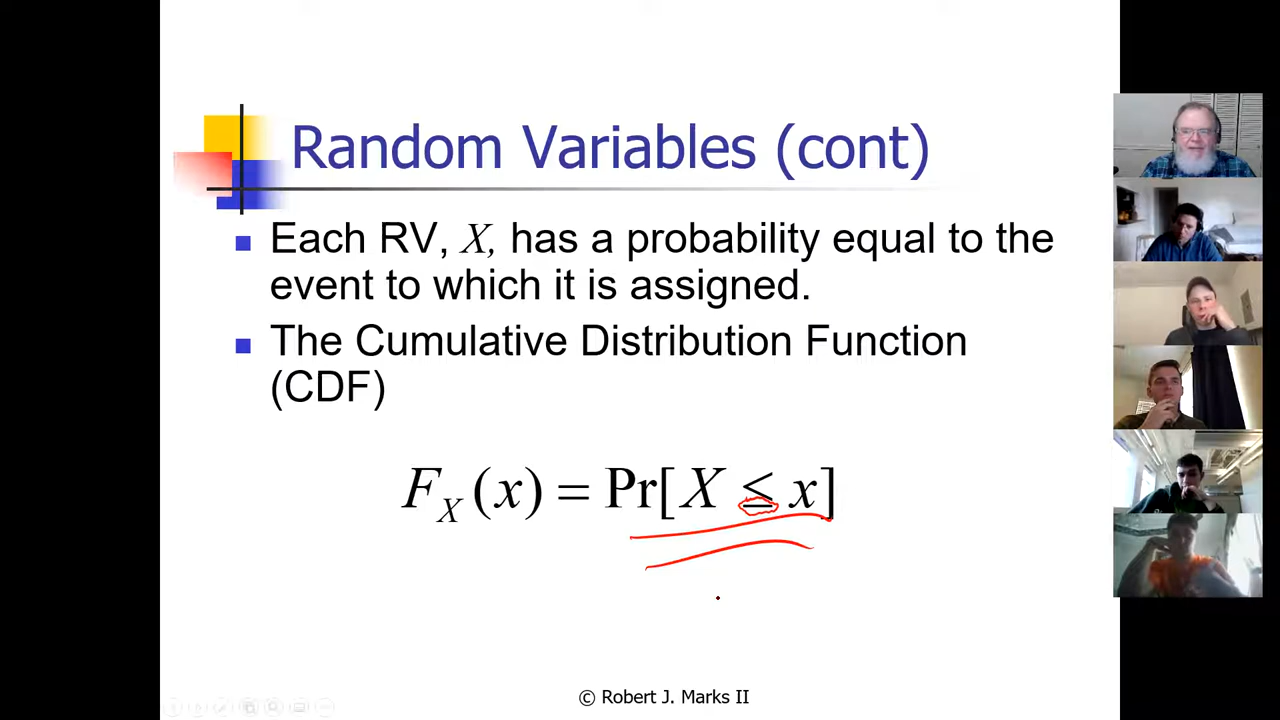 Random Variables (cont)
Each RV, X, has a probability equal to the
event to which it is assigned.
The Cumulative Distribution Function
(CDF)
F_X(x) = Pr[X ≤ x]
© Robert J. Marks II